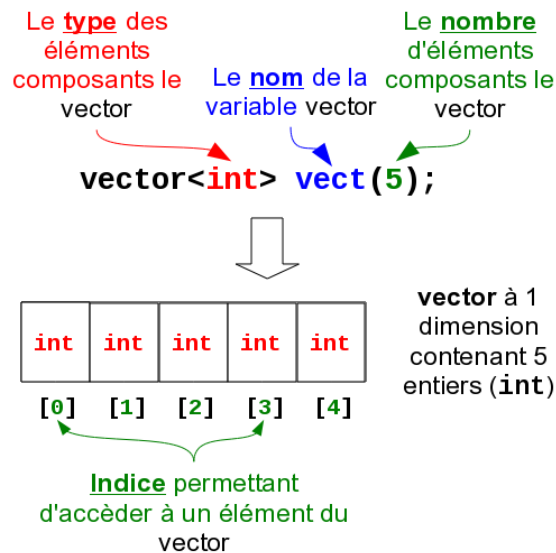 Le type des
éléments
composants le
vector
Le nom de la
variable vector
Le nombre
d'éléments
composants le
vector
vector<int> vect(5);
int int int int int
[0] [1] [2] [3] [4]
vector à 1
dimension
contenant 5
entiers (int)
Indice permettant
d'accèder à un élément du
vector